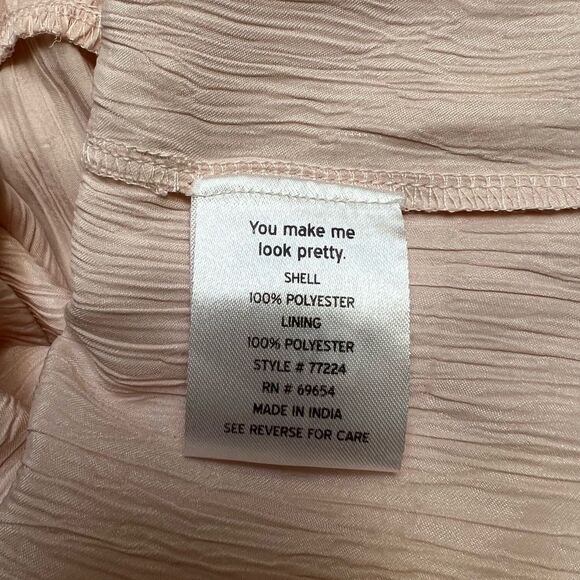 You make me
look pretty.
SHELL
100% POLYESTER
LINING
100% POLYESTER
STYLE # 77224
RN # 69654
MADE IN INDIA
SEE REVERSE FOR CARE